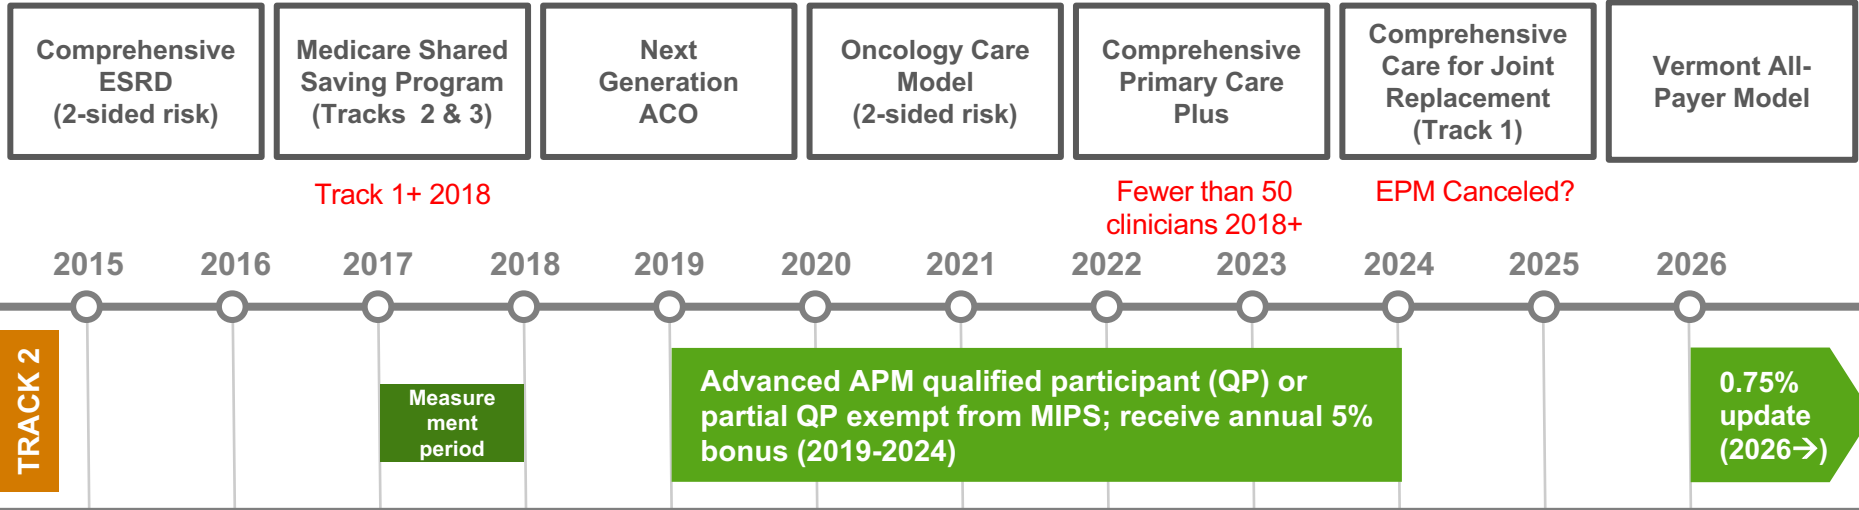 Comprehensive
ESRD
(2-sided risk)
Medicare Shared
Saving Program
(Tracks 2 & 3)
Next
Generation
ACO
Oncology Care
Model
(2-sided risk)
Comprehensive
Primary Care
Plus
Comprehensive
Care for Joint
Replacement
(Track 1)
Vermont All-
Payer Model
Track 1+ 2018
Fewer than 50
clinicians 2018+
EPM Canceled?
2015 2016 2017 2018 2019 2020 2021 2022 2023 2024 2025 2026
TRACK 2
Measure
ment
period
Advanced APM qualified participant (QP) or
partial QP exempt from MIPS; receive annual 5%
bonus (2019-2024)
0.75%
update
(2026→)